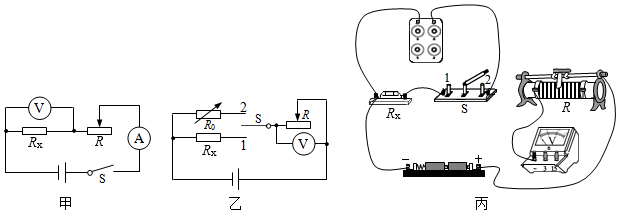 V
Rx
R
A
S
甲
2
R0
S
R
Rx
1
V
乙
1
2
Rx
S
R
V
- 3 15
- +
丙